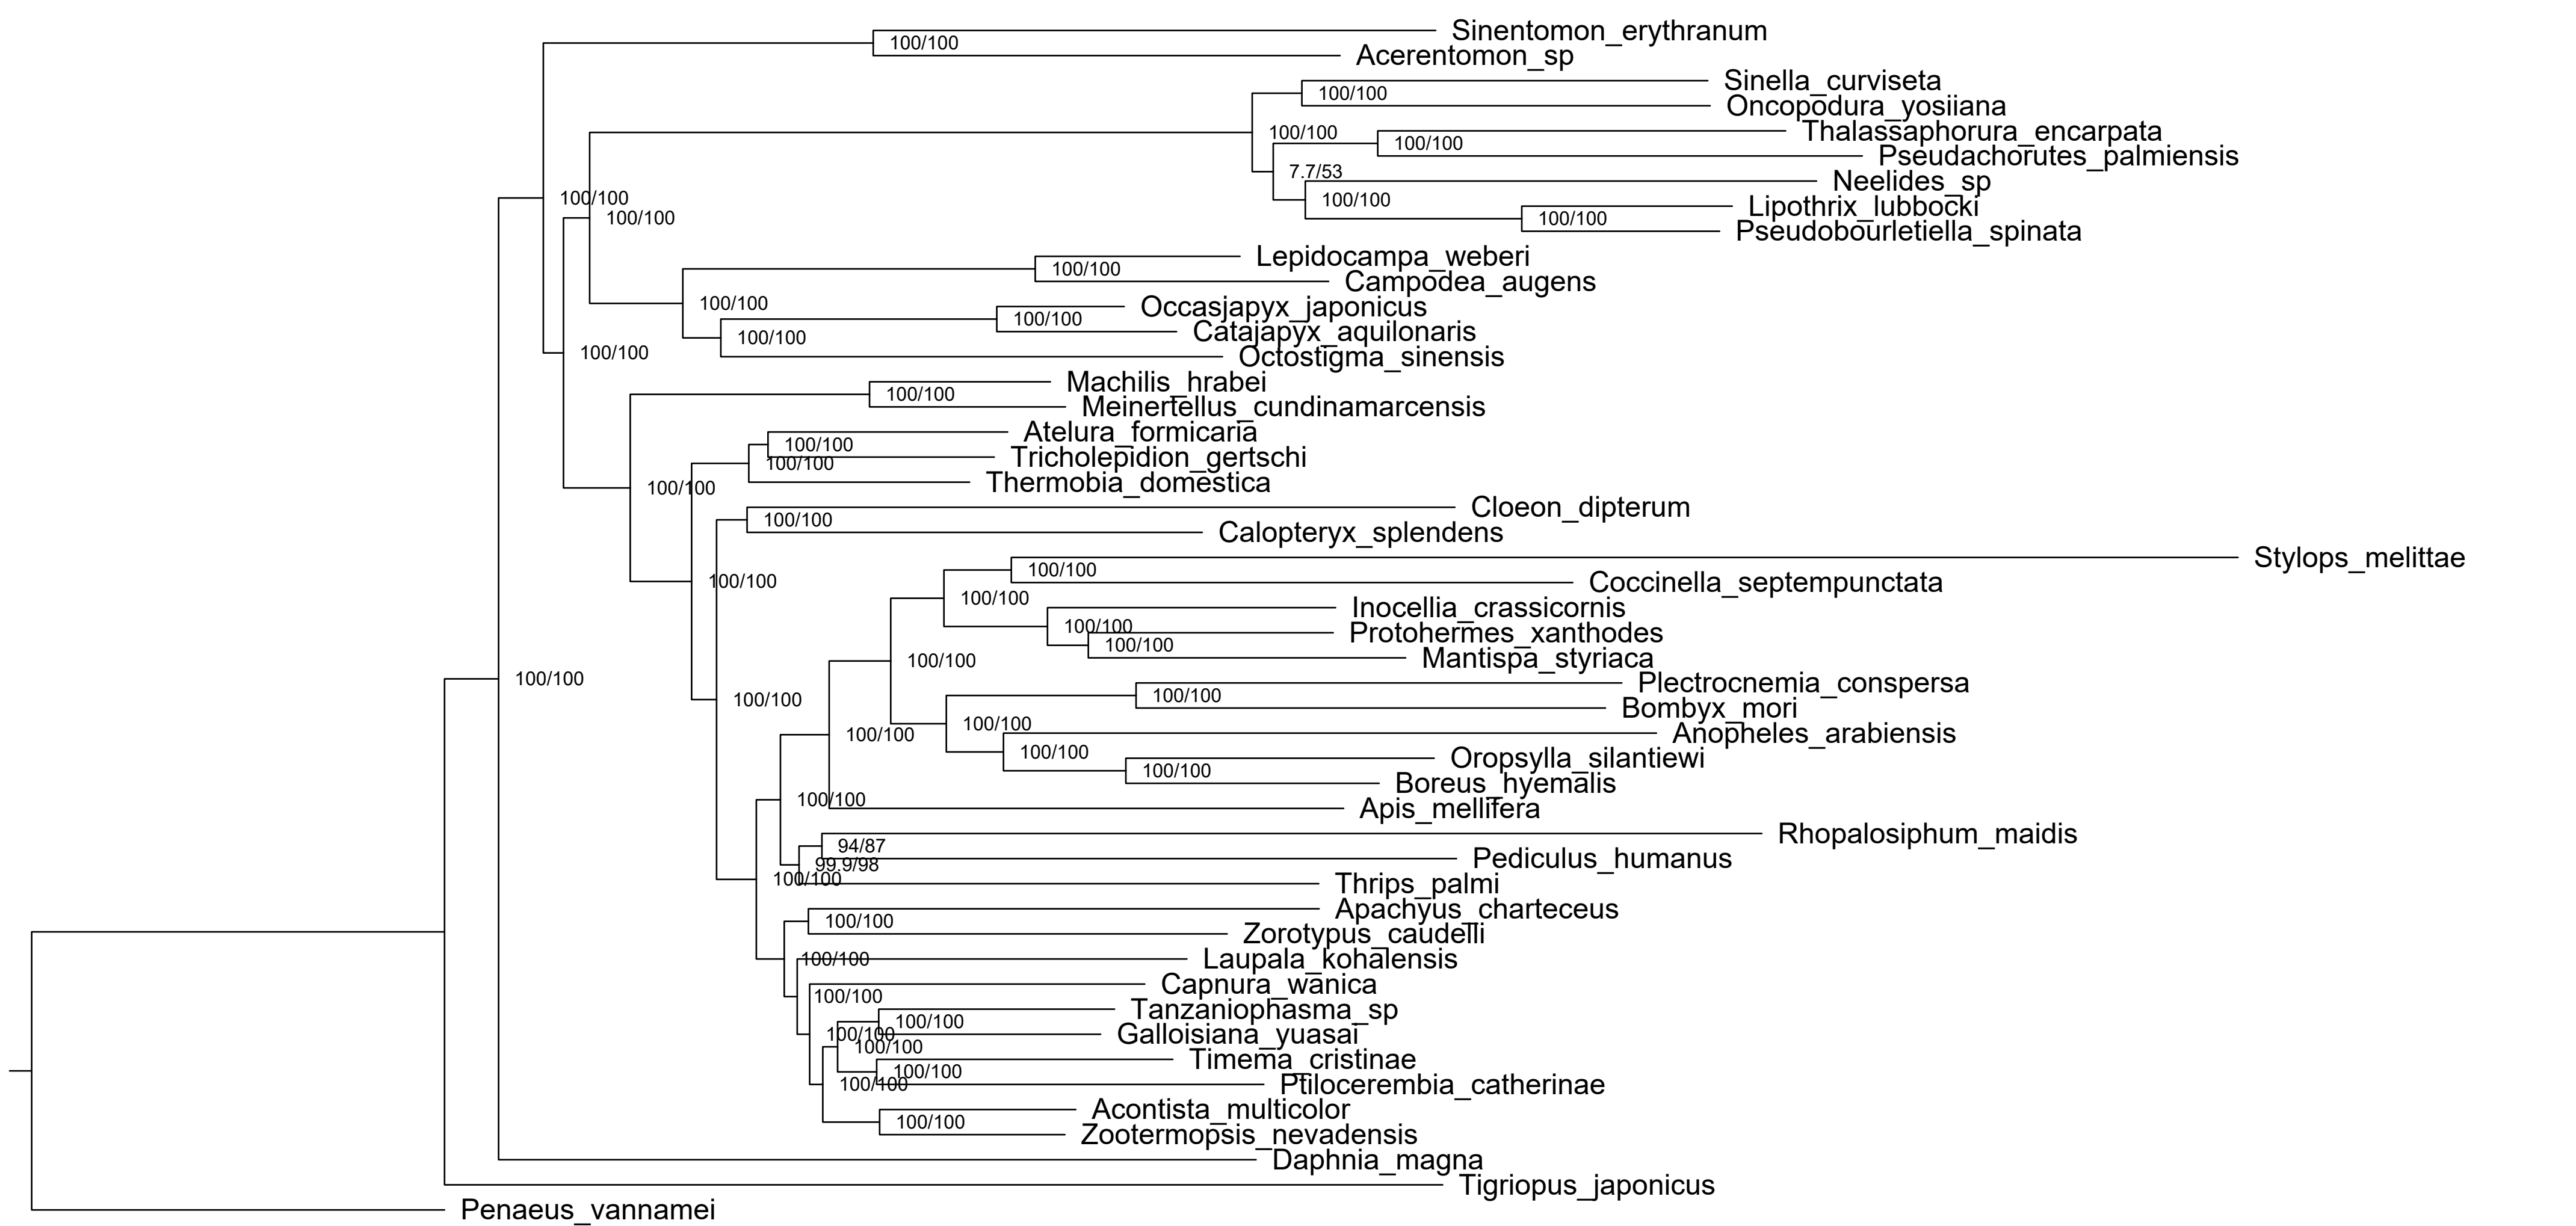 Sinentomon_erythranum
100/100
Acerentomon_sp
Sinella_curviseta
100/100
Oncopodura_yosiiana
100/100
Thalassaphorura_encarpata
100/100
Pseudachorutes_palmiensis
7.7/53
Neelides_sp
100/100
100/100
Lipothrix_lubbocki
100/100
100/100
Pseudobourletiella_spinata
Lepidocampa_weberi
100/100
Campodea_augens
100/100
Occasjapyx_japonicus
100/100
Catajapyx_aquilonaris
100/100
100/100
Octostigma_sinensis
Machilis_hrabei
100/100
Meinertellus_cundinamarcensis
Atelura_formicaria
100/100
Tricholepidion_gertschi
100/100
Thermobia_domestica
100/100
Cloeon_dipterum
100/100
Calopteryx_splendens
Stylops_melittae
100/100
100/100
Coccinella_septempunctata
100/100
Inocellia_crassicornis
100/100
Protohermes_xanthodes
100/100
Mantispa_styriaca
100/100
100/100
Plectrocnemia_conspersa
100/100
100/100
Bombyx_mori
100/100
100/100
Anopheles_arabiensis
100/100
Oropsylla_silantiewi
100/100
Boreus_hyemalis
100/100
Apis_mellifera
Rhopalosiphum_maidis
94/87
Pediculus_humanus
99.9/98
100/100
Thrips_palmi
Apachyus_charteceus
100/100
Zorotypus_caudelli
100/100
Laupala_kohalensis
Capnura_wanica
100/100
Tanzaniophasma_sp
100/100
100/100
Galloisiana_yuasai
100/100
Timema_cristinae
100/100
100/100
Ptilocerembia_catherinae
Acontista_multicolor
100/100
Zootermopsis_nevadensis
Daphnia_magna
Tigriopus_japonicus
Penaeus_vannamei